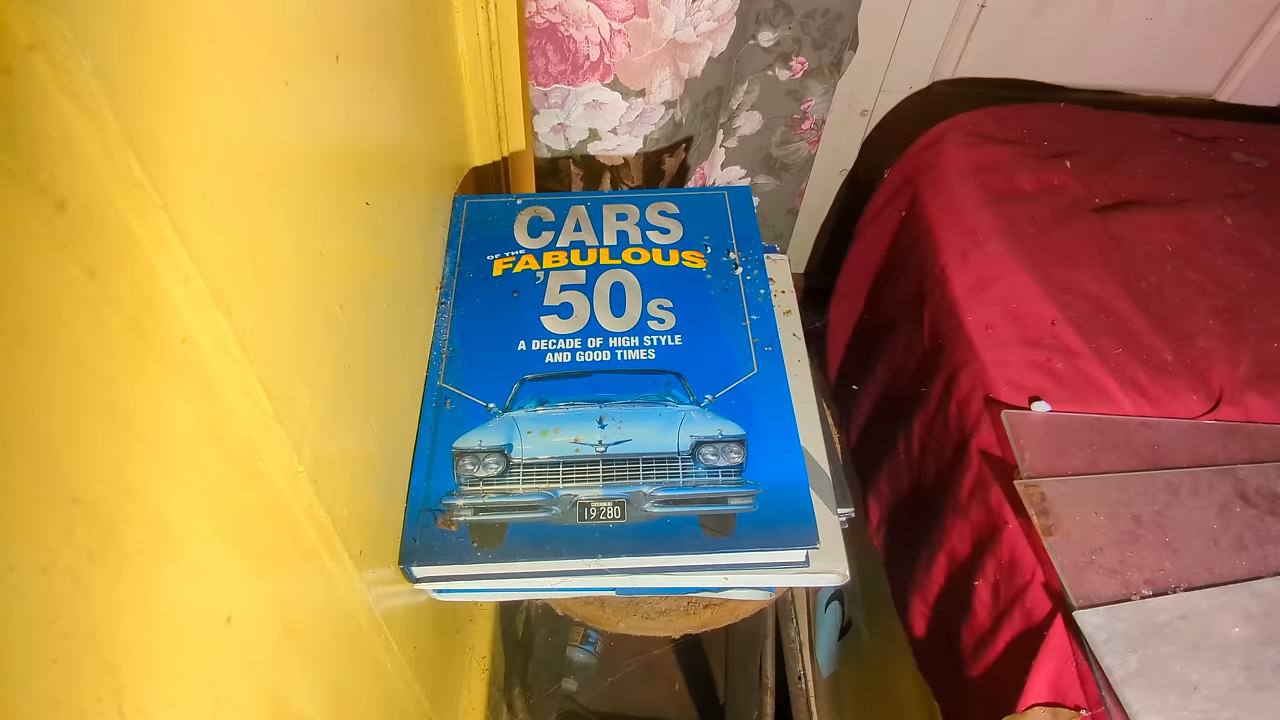 CARS
OF THE
FABULOUS
'50s
A DECADE OF HIGH STYLE
AND GOOD TIMES
19·280